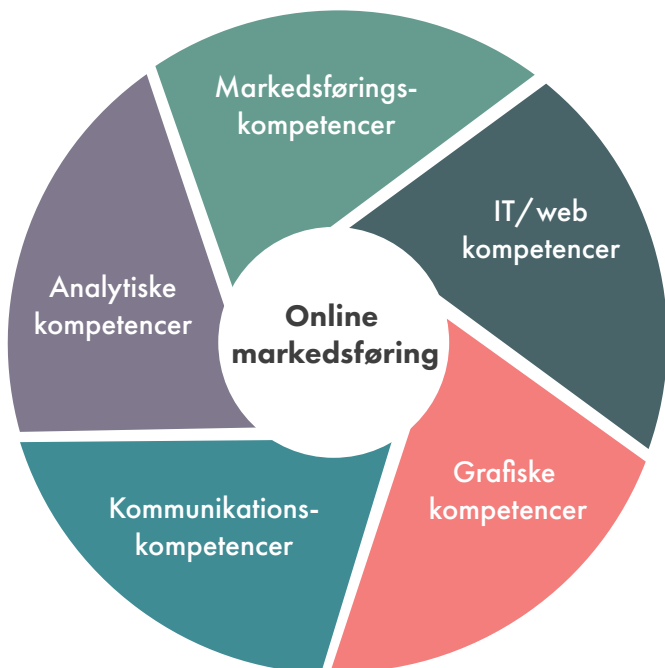 Markedsførings-
kompetencer
IT/web
kompetencer
Analytiske
kompetencer
Online
markedsføring
Grafiske
kompetencer
Kommunikations-
kompetencer